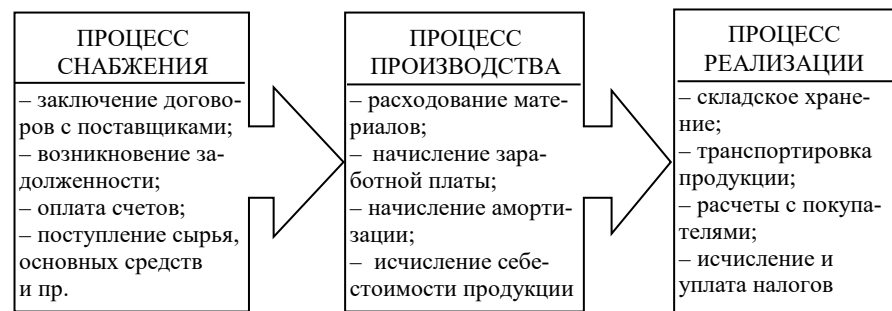 ПРОЦЕСС
СНАБЖЕНИЯ
– заключение догово-
ров с поставщиками;
– возникновение за-
долженности;
– оплата счетов;
– поступление сырья,
основных средств
и пр.
ПРОЦЕСС
ПРОИЗВОДСТВА
– расходование мате-
риалов;
– начисление зара-
ботной платы;
– начисление аморти-
зации;
– исчисление себе-
стоимости продукции
ПРОЦЕСС
РЕАЛИЗАЦИИ
– складское хране-
ние;
– транспортировка
продукции;
– расчеты с покупа-
телями;
– исчисление и
уплата налогов